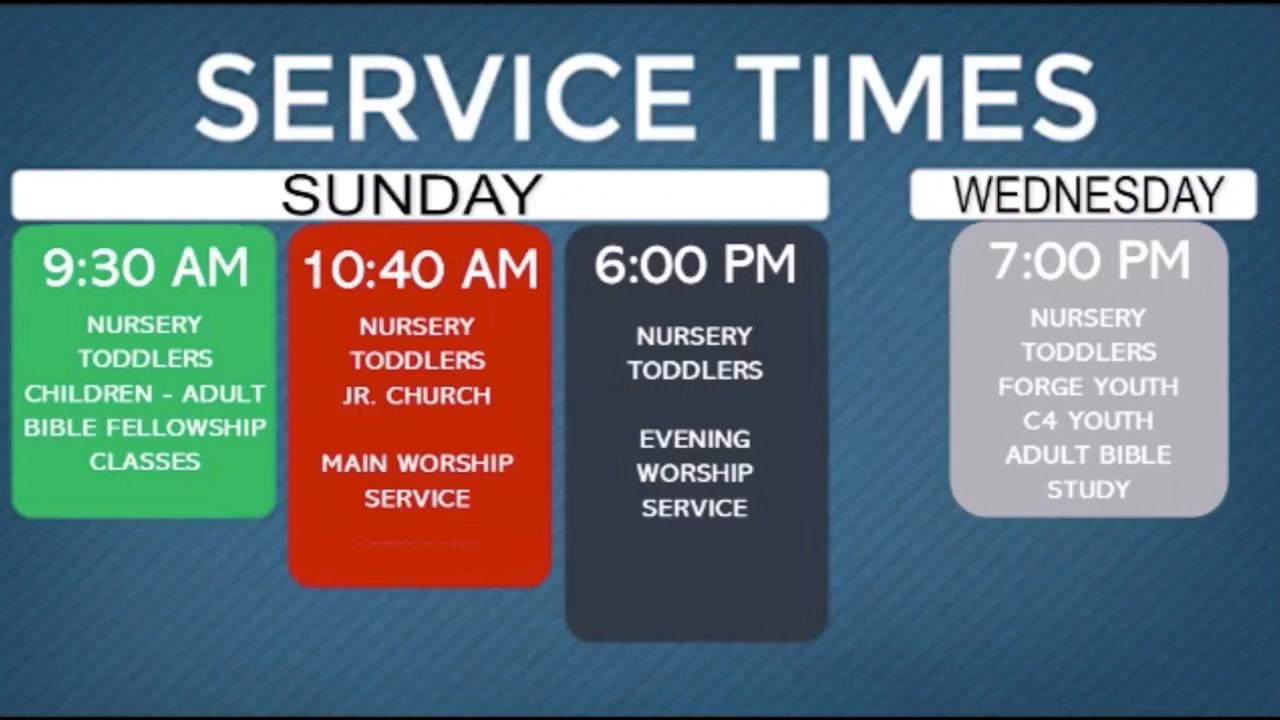 SERVICE TIMES
SUNDAY
9:30 AM
NURSERY
TODDLERS
CHILDREN - ADULT
BIBLE FELLOWSHIP
CLASSES
10:40 AM
NURSERY
TODDLERS
JR. CHURCH
MAIN WORSHIP
SERVICE
6:00 PM
NURSERY
TODDLERS
EVENING
WORSHIP
SERVICE
WEDNESDAY
7:00 PM
NURSERY
TODDLERS
FORGE YOUTH
C4 YOUTH
ADULT BIBLE
STUDY